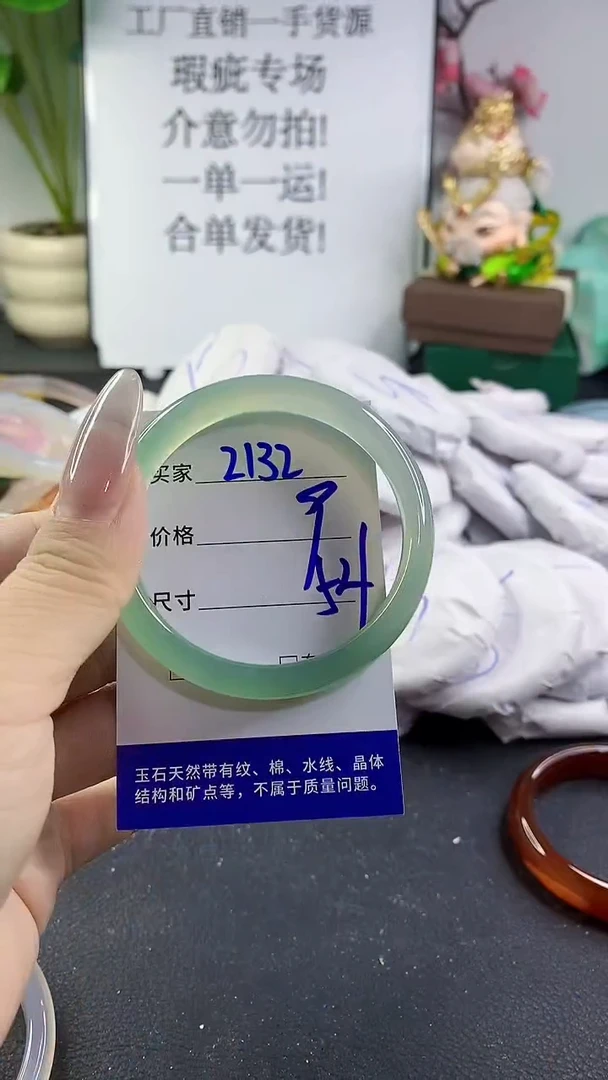 工厂直销一手货源
瑕疵专场
介意勿拍!
一单一运!
合单发货!
买家 2132
价格
尺寸 54
玉石天然带有纹、棉、水线、晶体
结构和矿点等，不属于质量问题。